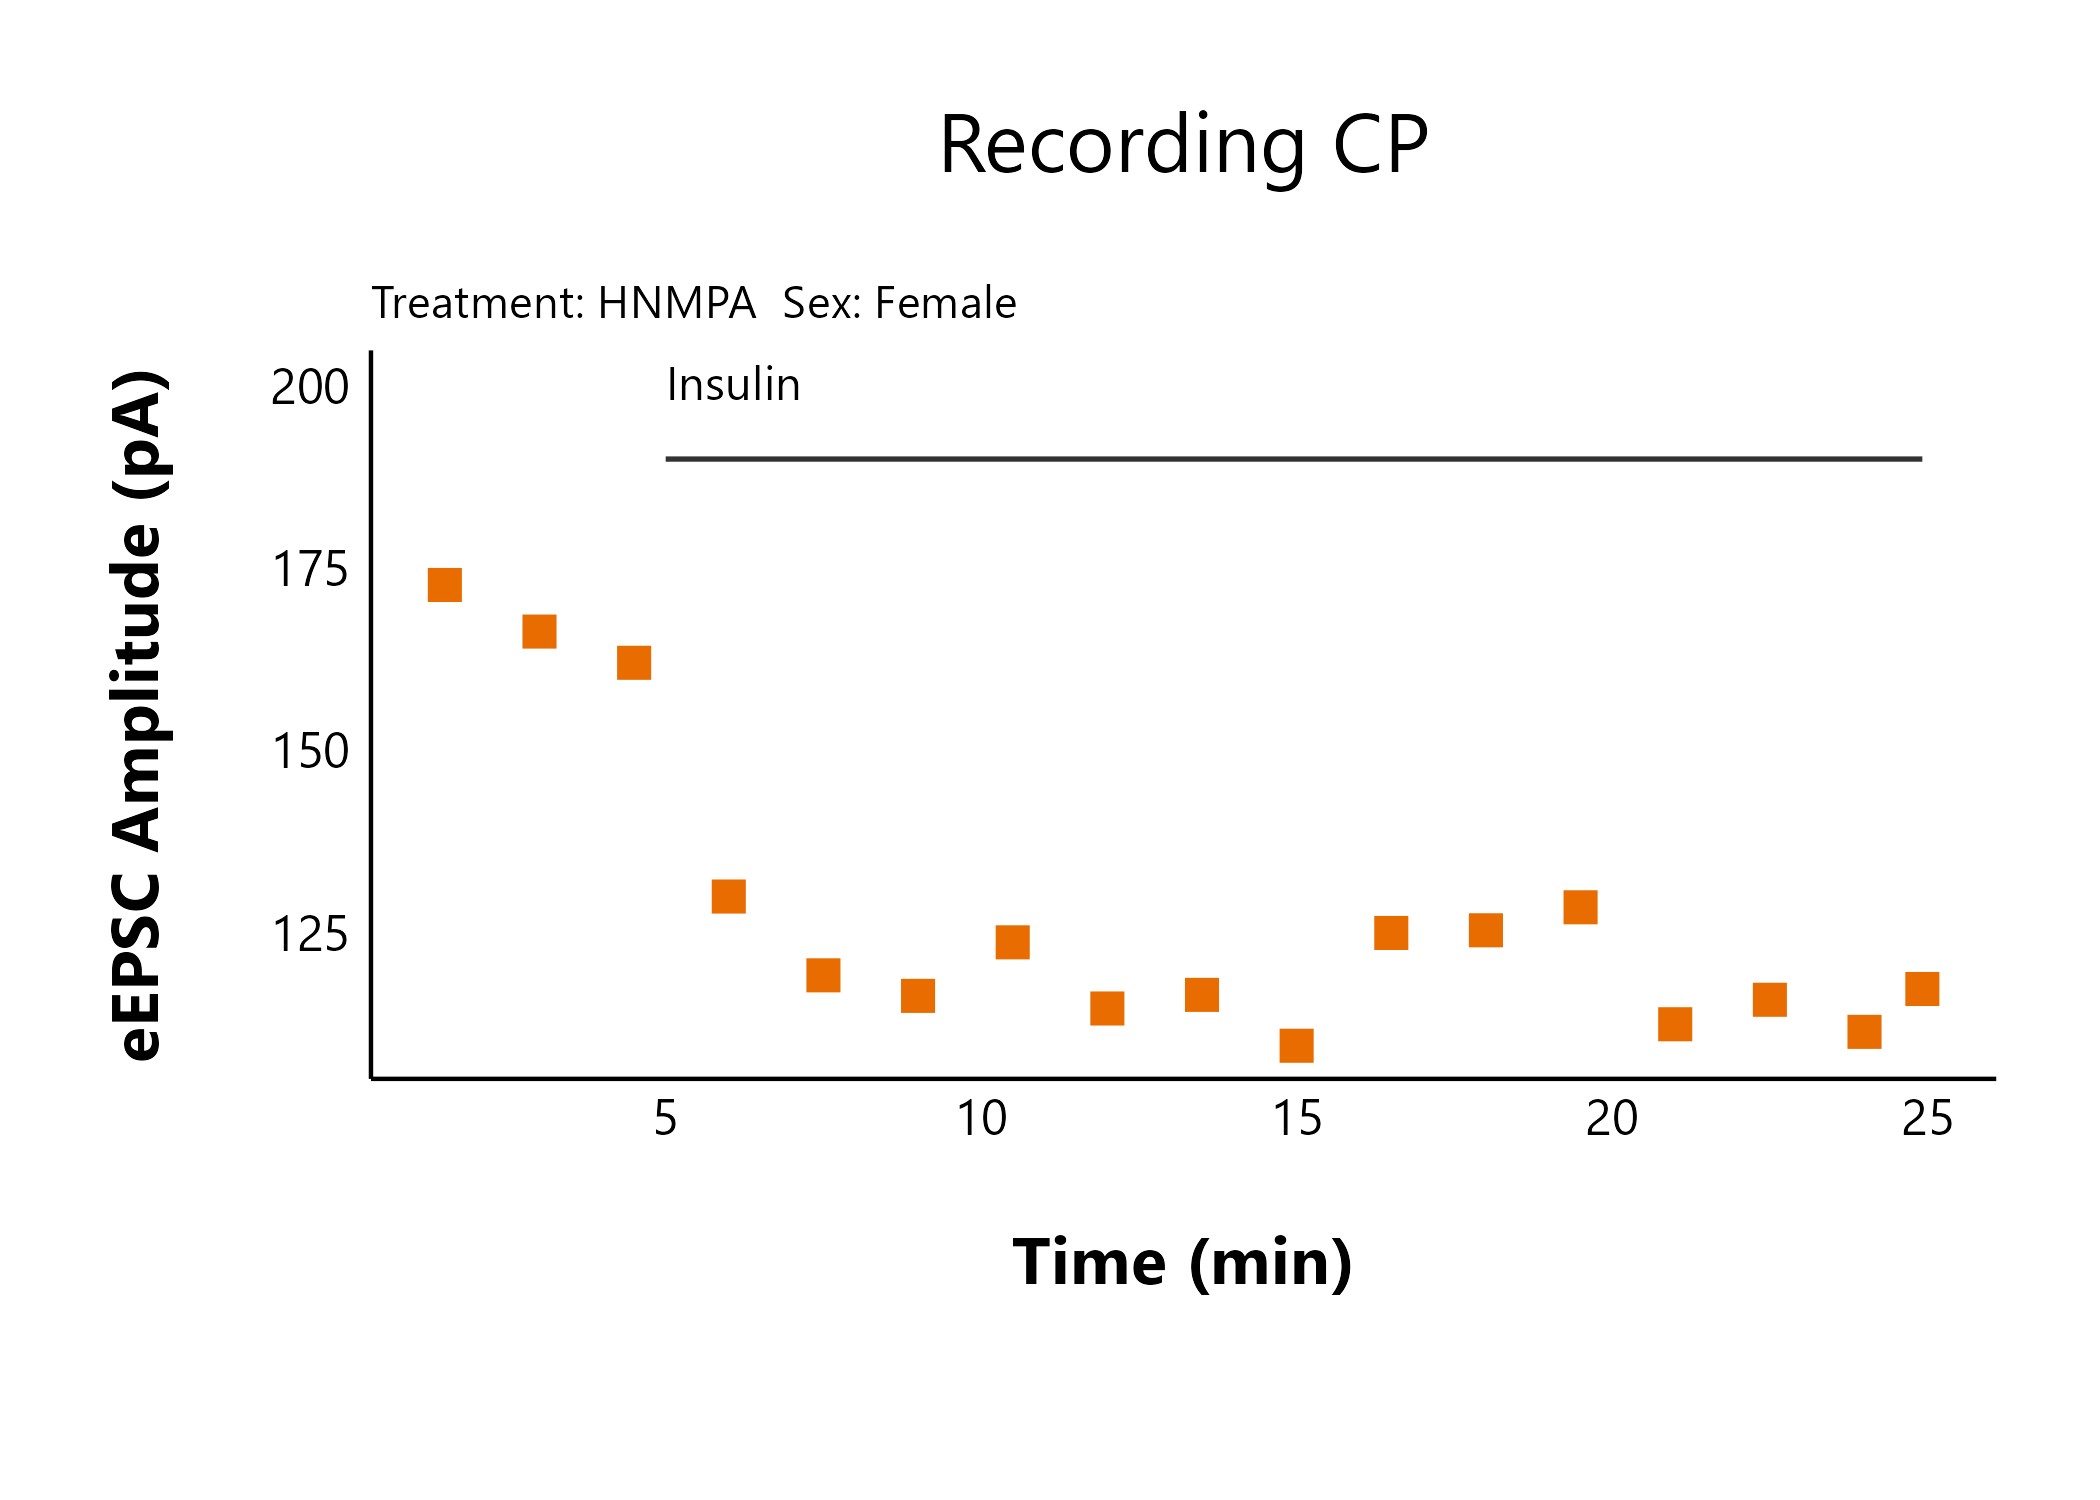 Recording CP
Treatment: HNMPA  Sex: Female
Insulin
eEPSC Amplitude (pA)
200
175
150
125
5 10 15 20 25
Time (min)